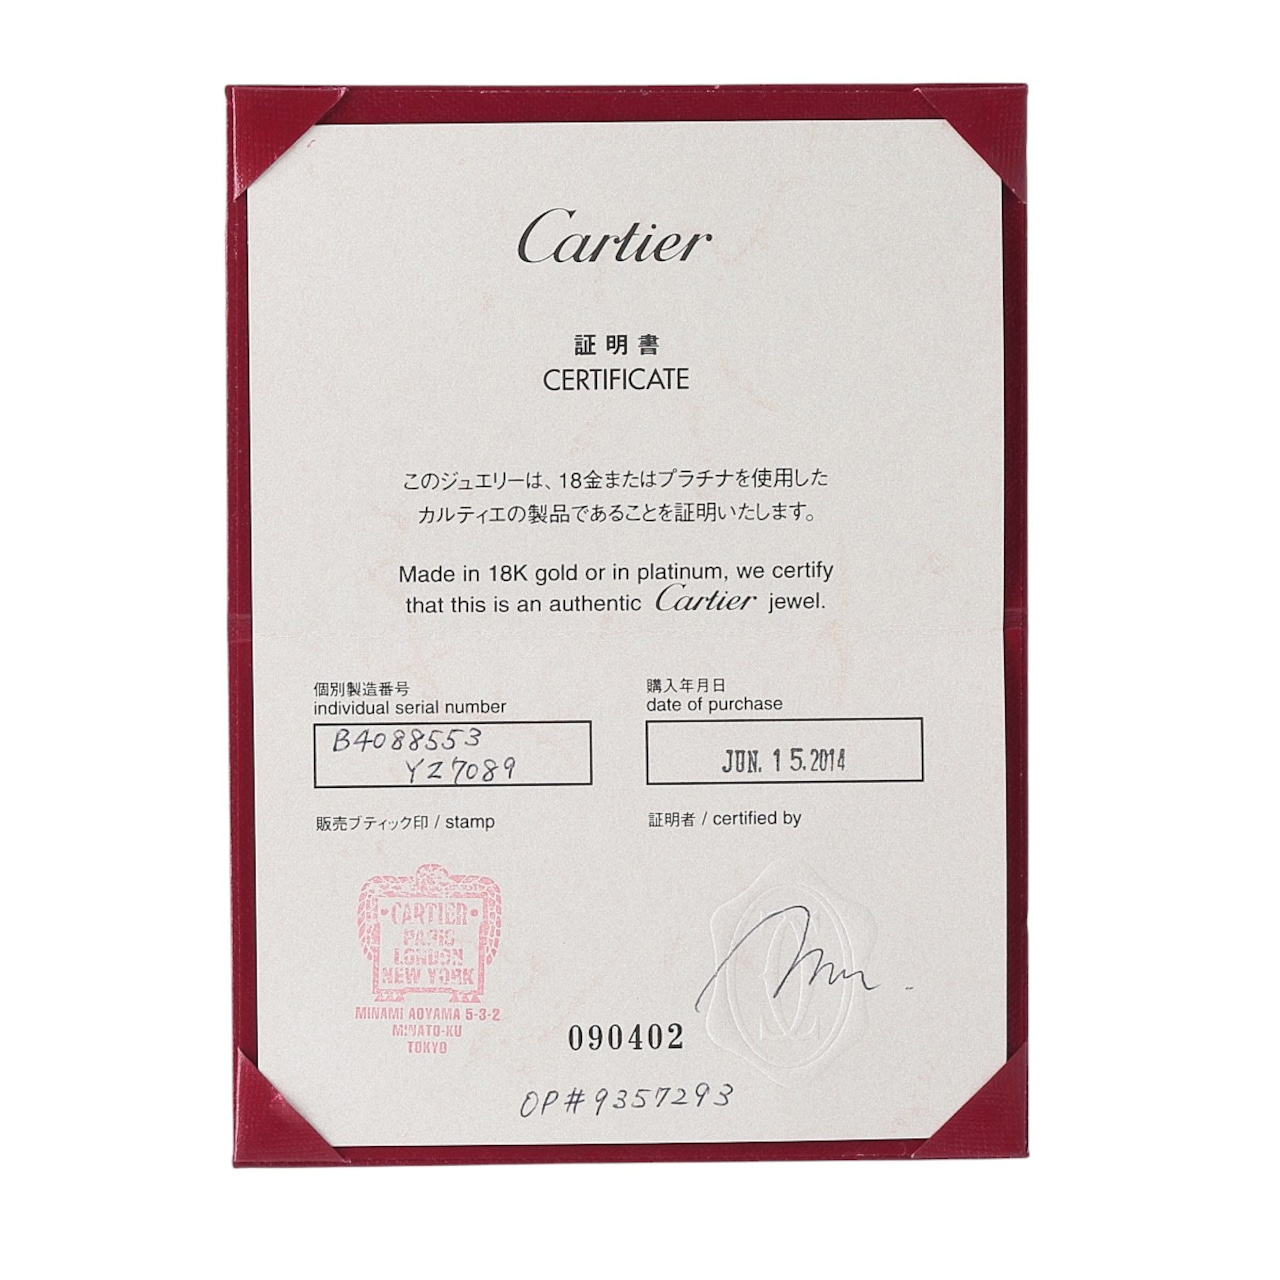 Cartier
証明書
CERTIFICATE
このジュエリーは、18金またはプラチナを使用した
カルティエの製品であることを証明いたします。
Made in 18K gold or in platinum, we certify
that this is an authentic Cartier jewel.
個別製造番号
individual serial number
B4088553
YZ7089
購入年月日
date of purchase
JUN. 15.2014
販売ブティック印 / stamp
証明者 / certified by
CARTIER
PARIS
LONDON
NEW YORK
MINAMI AOYAMA 5-3-2
MINATO-KU
TOKYO
090402
OP#9357293